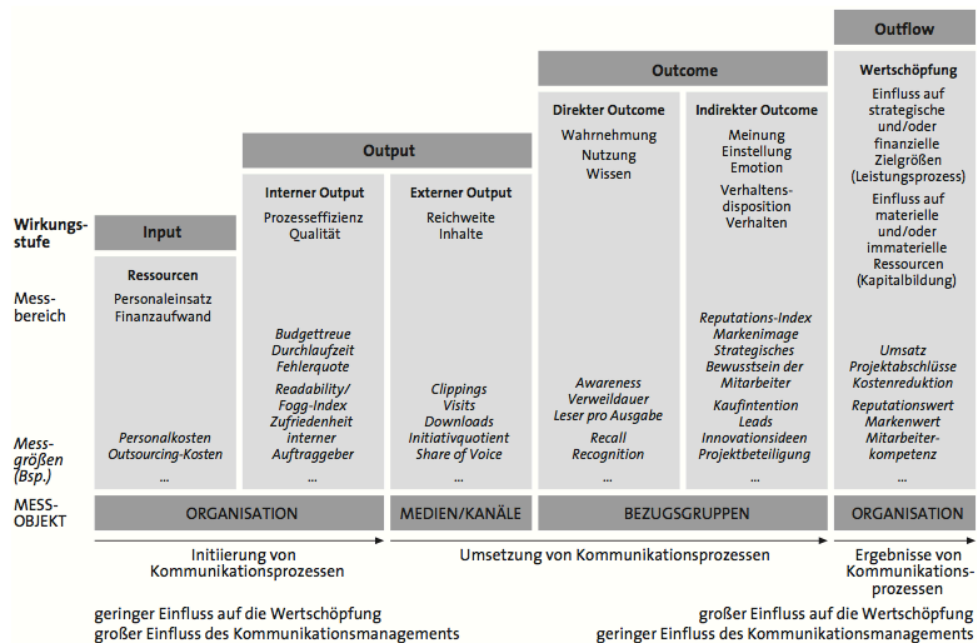 Outflow
Outcome
Wertschöpfung
Einfluss auf
strategische
und/oder
finanzielle
Zielgrößen
(Leistungsprozess)
Einfluss auf
materielle
und/oder
immaterielle
Ressourcen
(Kapitalbildung)
Umsatz
Projektabschlüsse
Kostenreduktion
Reputationswert
Markenwert
Mitarbeiter-
kompetenz
...
Direkter Outcome
Wahrnehmung
Nutzung
Wissen
Awareness
Verweildauer
Leser pro Ausgabe
Recall
Recognition
...
Indirekter Outcome
Meinung
Einstellung
Emotion
Verhaltens-
disposition
Verhalten
Reputations-Index
Markenimage
Strategisches
Bewusstsein der
Mitarbeiter
Kaufintention
Leads
Innovationsideen
Projektbeteiligung
...
Output
Interner Output
Prozesseffizienz
Qualität
Budgettreue
Durchlaufzeit
Fehlerquote
Readability/
Fogg-Index
Zufriedenheit
interner
Auftraggeber
...
Externer Output
Reichweite
Inhalte
Clippings
Visits
Downloads
Initiativquotient
Share of Voice
...
Wirkungs-
stufe
Input
Ressourcen
Mess-
bereich
Personaleinsatz
Finanzaufwand
Mess-
größen
(Bsp.)
Personalkosten
Outsourcing-Kosten
...
MESS-
OBJEKT
ORGANISATION
MEDIEN/KANÄLE
BEZUGSGRUPPEN
ORGANISATION
Initiierung von
Kommunikationsprozessen
Umsetzung von Kommunikationsprozessen
Ergebnisse von
Kommunikations-
prozessen
geringer Einfluss auf die Wertschöpfung
großer Einfluss des Kommunikationsmanagements
großer Einfluss auf die Wertschöpfung
geringer Einfluss des Kommunikationsmanagements